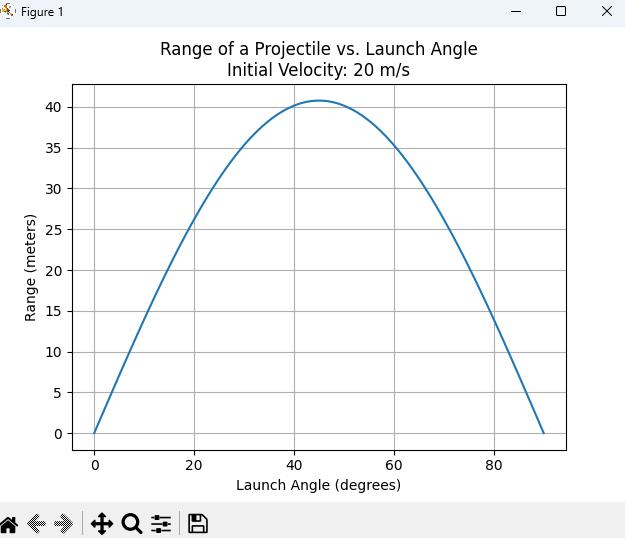 Figure 1
Range of a Projectile vs. Launch Angle
Initial Velocity: 20 m/s
40
35
30
25
20
15
10
5
0
Range (meters)
0 20 40 60 80
Launch Angle (degrees)